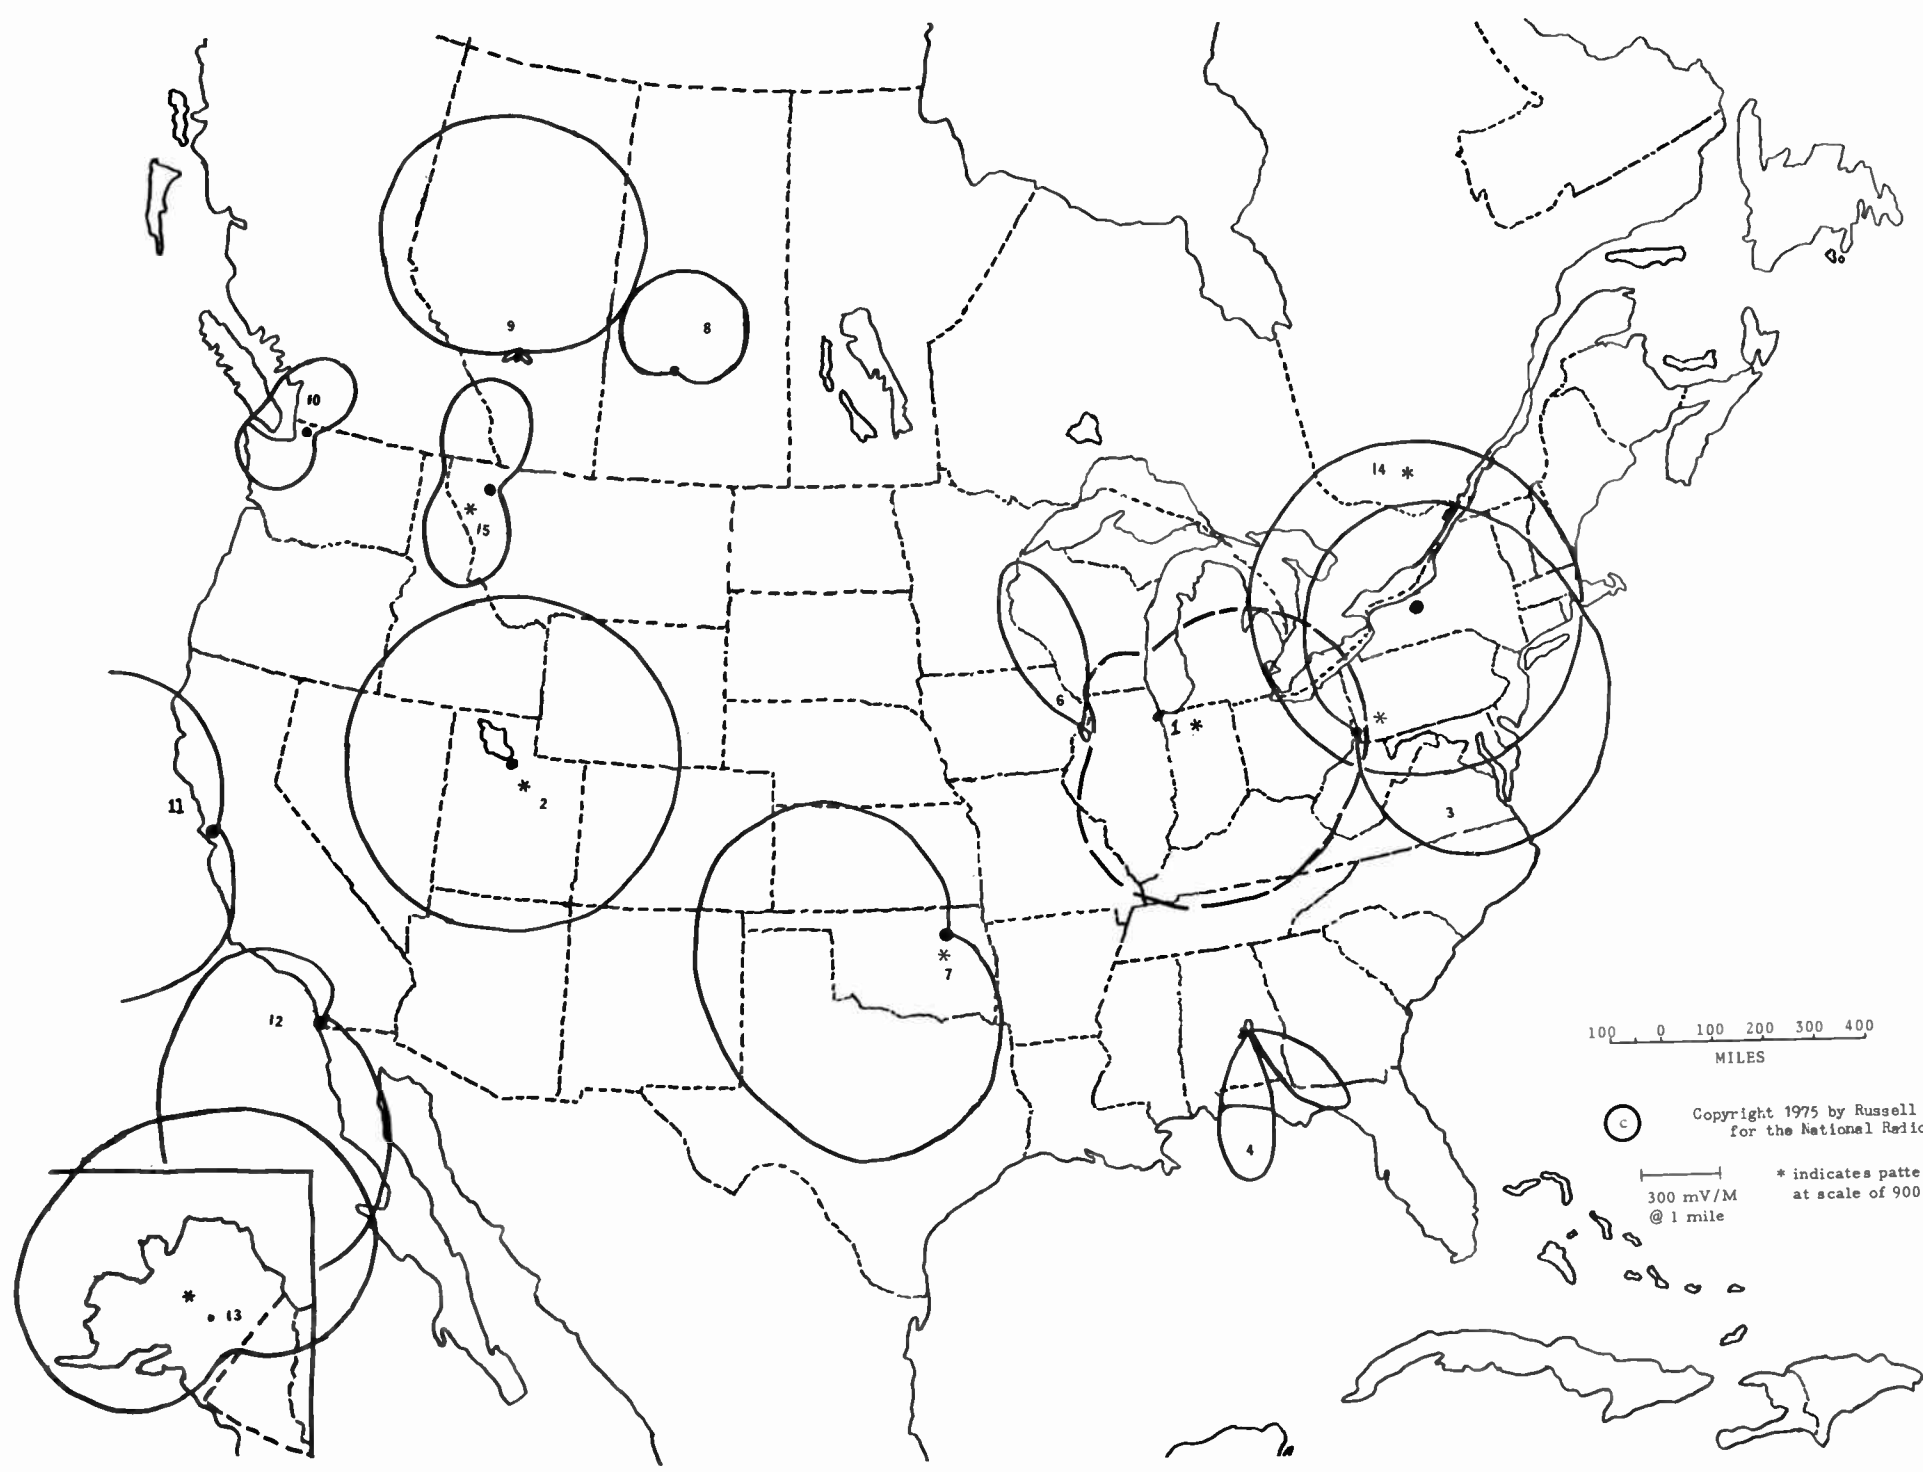 9
8
10
14 *
* 15
6
1 *
*
11
* 2
3
* 7
12
4
* 13
100 0 100 200 300 400
MILES
c Copyright 1975 by Russell
for the National Radio
300 mV/M
@ 1 mile
* indicates patte
at scale of 900